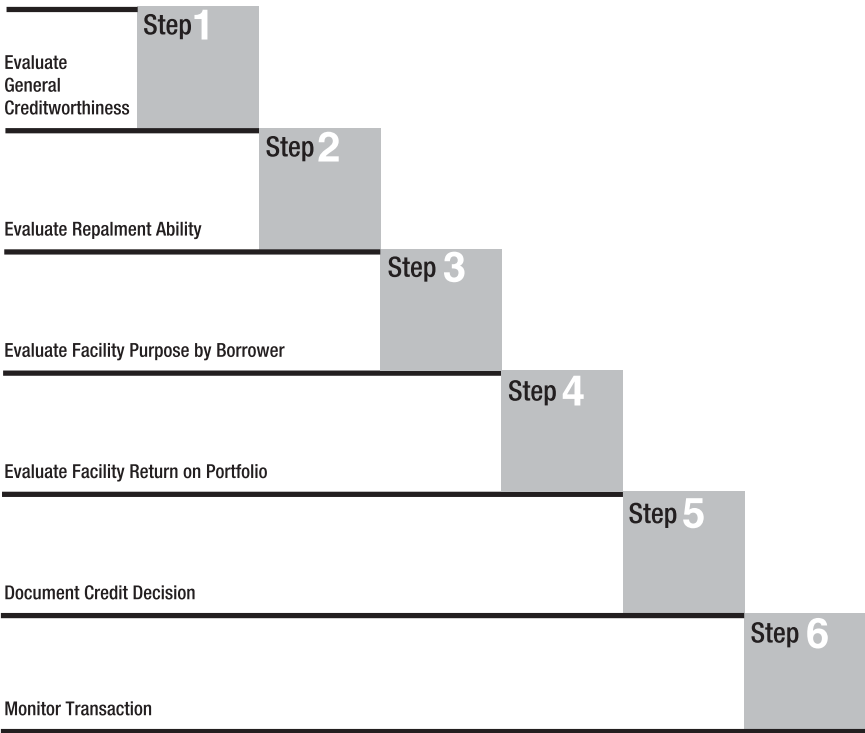 Step 1
Evaluate
General
Creditworthiness
Step 2
Evaluate Repalment Ability
Step 3
Evaluate Facility Purpose by Borrower
Step 4
Evaluate Facility Return on Portfolio
Step 5
Document Credit Decision
Step 6
Monitor Transaction